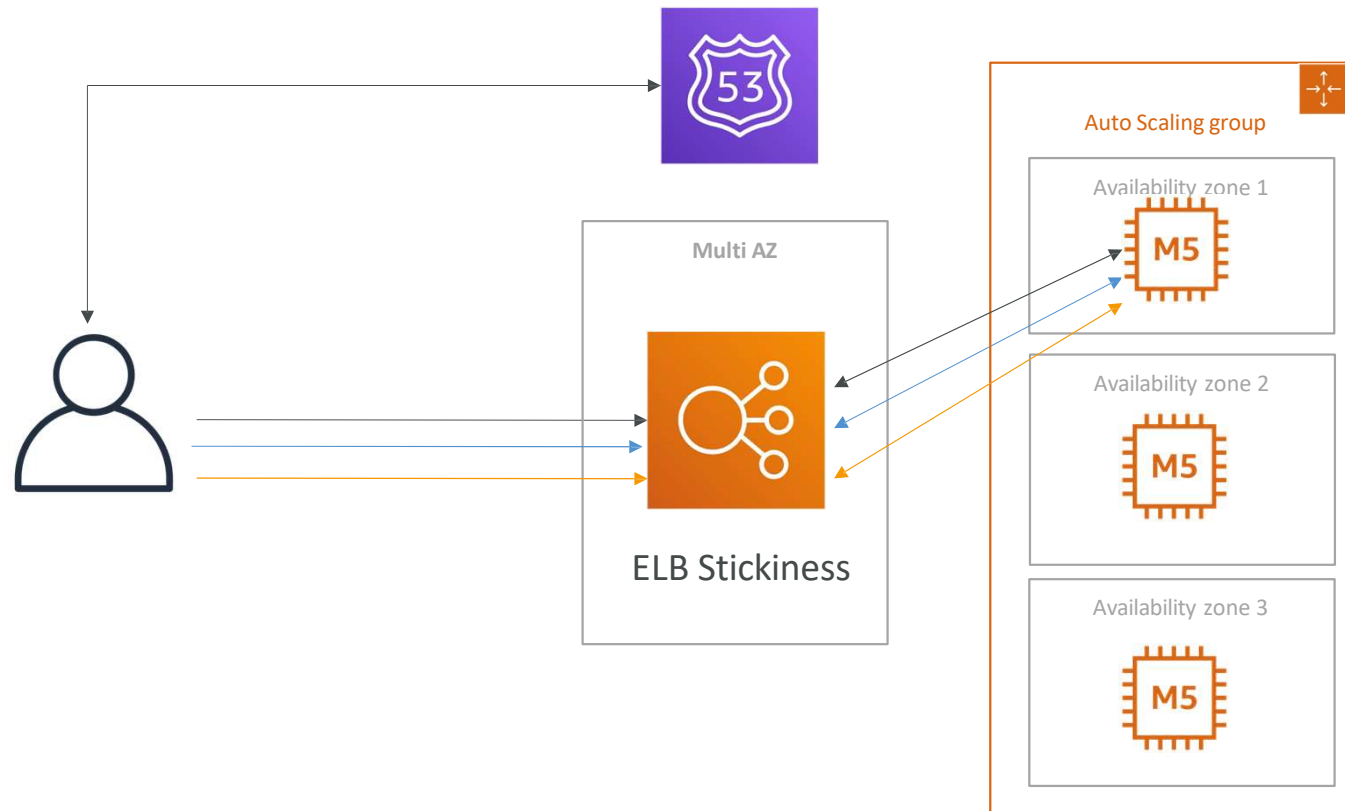 53
Auto Scaling group
Availability zone 1
M5
Multi AZ
Availability zone 2
M5
ELB Stickiness
Availability zone 3
M5